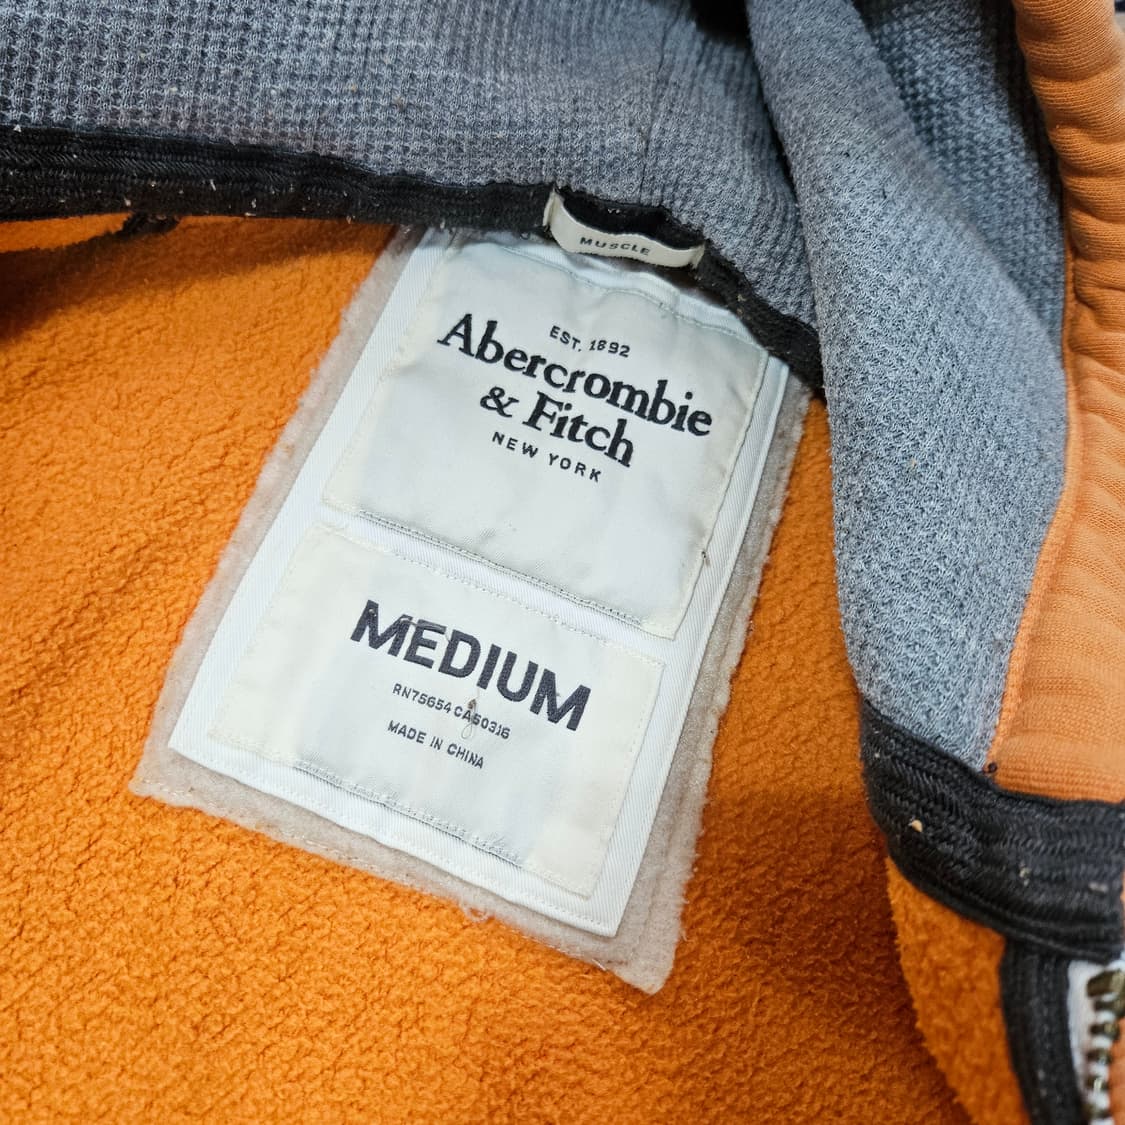 MUSCLE
EST. 1892
Abercrombie
& Fitch
NEW YORK
MEDIUM
RN75654 CA50316
MADE IN CHINA